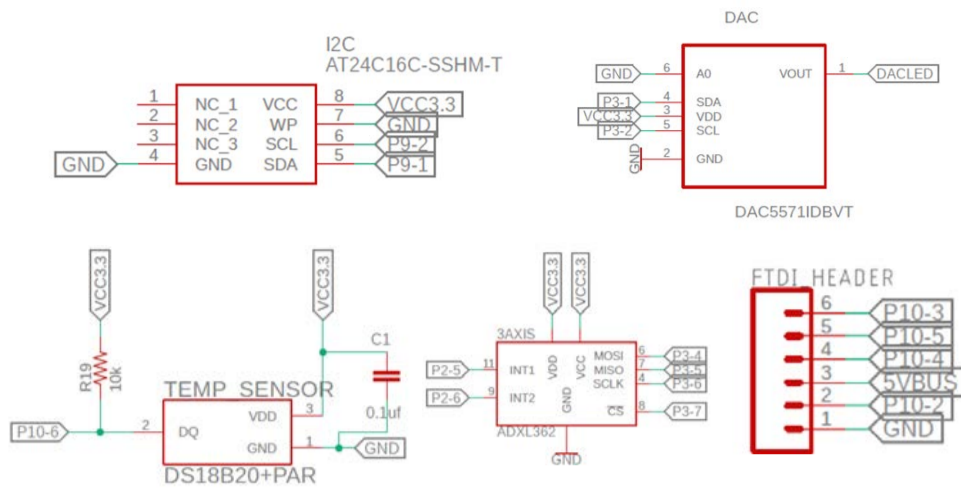 I2C
AT24C16C-SSHM-T
1 NC_1 VCC 8 VCC3.3
2 NC_2 WP 7 GND
3 NC_3 SCL 6 P9-2
GND 4 GND SDA 5 P9-1
DAC
GND 6 A0 VOUT 1 DACLED
P3-1 4 SDA
VCC3.3 3 VDD
P3-2 5 SCL
GND 2 GND
DAC5571IDBVT
VCC3.3
VCC3.3
R19
10k
C1
0.1uf
TEMP_SENSOR
VDD 3
P10-6 2 DQ
GND 1 GND
DS18B20+PAR
VCC3.3
VCC3.3
3AXIS
VDD
VCC
MOSI 6 P3-4
P2-5 11 INT1 MISO 7 P3-5
SCLK 4 P3-6
P2-6 9 INT2
GND
CS 8 P3-7
ADXL362
GND
FTDI_HEADER
6 P10-3
5 P10-5
4 P10-4
3 5VBUS
2 P10-2
1 GND